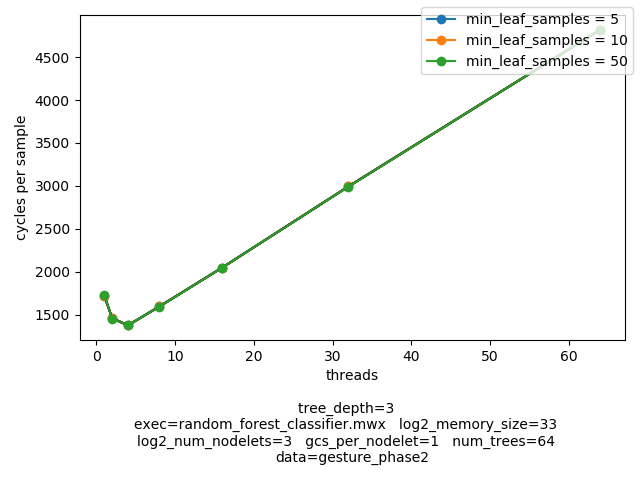 min_leaf_samples = 5
min_leaf_samples = 10
min_leaf_samples = 50
cycles per sample
4500
4000
3500
3000
2500
2000
1500
0 10 20 30 40 50 60
threads
tree_depth=3
exec=random_forest_classifier.mwx log2_memory_size=33
log2_num_nodelets=3 gcs_per_nodelet=1 num_trees=64
data=gesture_phase2